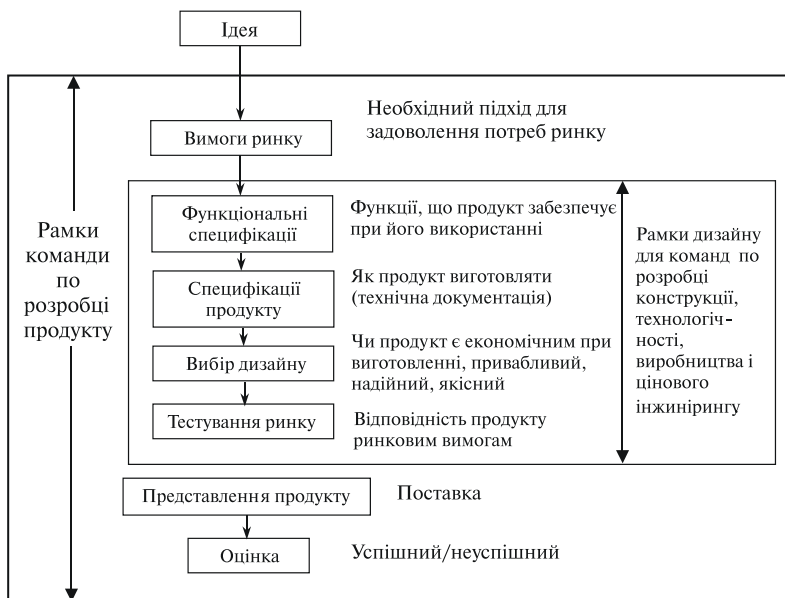 Ідея
Вимоги ринку
Необхідний підхід для
задоволення потреб ринку
Рамки
команди
по
розробці
продукту
Функціональні
специфікації
Функції, що продукт забезпечує
при його використанні
Специфікації
продукту
Як продукт виготовляти
(технічна документація)
Вибір дизайну
Чи продукт є економічним при
виготовленні, привабливий,
надійний, якісний
Тестування ринку
Відповідність продукту
ринковим вимогам
Рамки дизайну
для команд по
розробці
конструкції,
технологіч-
ності,
виробництва і
цінового
інжинірингу
Представлення продукту
Поставка
Оцінка
Успішний/неуспішний